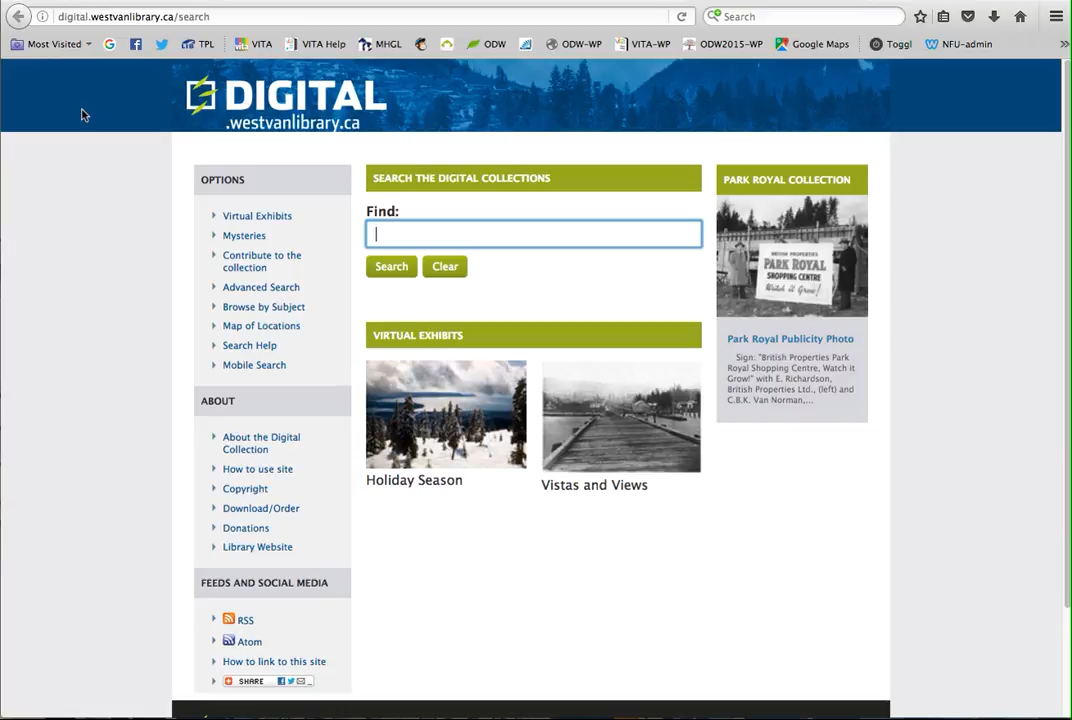 digital.westvanlibrary.ca/search
Search
Most Visited
TPL
VITA
VITA Help
MHGL
ODW
ODW-WP
VITA-WP
ODW2015-WP
Google Maps
Toggl
NFU-admin
DIGITAL
.westvanlibrary.ca
OPTIONS
Virtual Exhibits
Mysteries
Contribute to the
collection
Advanced Search
Browse by Subject
Map of Locations
Search Help
Mobile Search
ABOUT
About the Digital
Collection
How to use site
Copyright
Download/Order
Donations
Library Website
FEEDS AND SOCIAL MEDIA
RSS
Atom
How to link to this site
SHARE
SEARCH THE DIGITAL COLLECTIONS
Find:
Search
Clear
VIRTUAL EXHIBITS
Holiday Season
Vistas and Views
PARK ROYAL COLLECTION
BRITISH PROPERTIES
PARK ROYAL
SHOPPING CENTRE
Watch it Grow!
Park Royal Publicity Photo
Sign: "British Properties Park
Royal Shopping Centre, Watch it
Grow!" with E. Richardson,
British Properties Ltd., (left) and
C.B.K. Van Norman,...